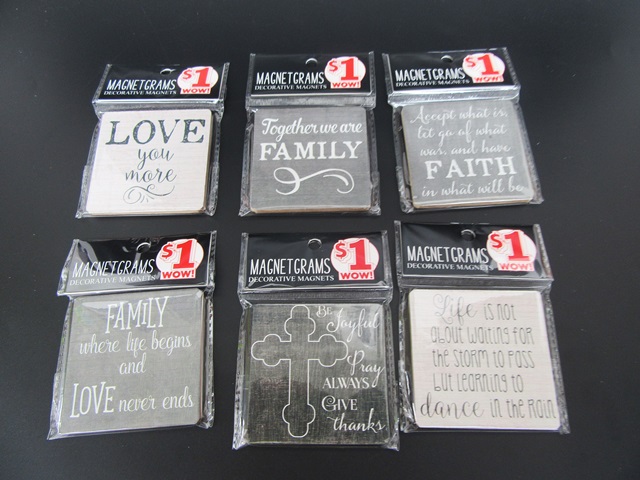 MAGNETGRAMS
DECORATIVE MAGNETS
$1
WOW!
LOVE
you
more
MAGNETGRAMS
DECORATIVE MAGNETS
$1
WOW!
Together we are
FAMILY
MAGNETGRAMS
DECORATIVE MAGNETS
$1
WOW!
Accept what is,
let go of what
was, and have
FAITH
in what will be
MAGNETGRAMS
DECORATIVE MAGNETS
$1
WOW!
FAMILY
where life begins
and
LOVE never ends
MAGNETGRAMS
DECORATIVE MAGNETS
$1
WOW!
Be
Joyful
Pray
ALWAYS
GIVE
thanks
MAGNETGRAMS
DECORATIVE MAGNETS
$1
WOW!
Life is not
about waiting for
the storm to pass
but learning to
dance in the rain